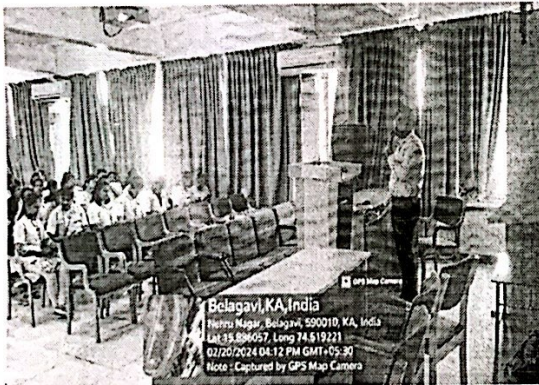 GPS Map Camera
Belagavi,KA,India
Nehru Nagar, Belagavi, 590010, KA, India
Lat 15.886057, Long 74.519221
02/20/2024 04:12 PM GMT+05:30
Note : Captured by GPS Map Camera